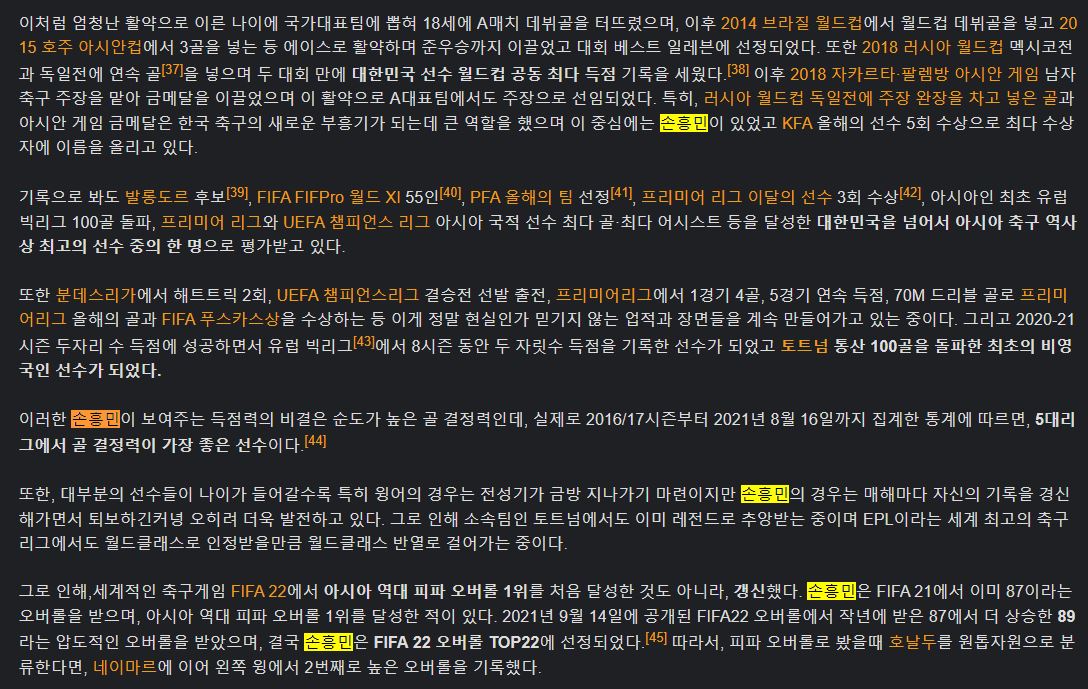 이처럼 엄청난 활약으로 이른 나이에 국가대표팀에 뽑혀 18세에 A매치 데뷔골을 터뜨렸으며, 이후 2014 브라질 월드컵에서 월드컵 데뷔골을 넣고 20
15 호주 아시안컵에서 3골을 넣는 등 에이스로 활약하며 준우승까지 이끌었고 대회 베스트 일레븐에 선정되었다. 또한 2018 러시아 월드컵 멕시코전
과 독일전에 연속 골[37]을 넣으며 두 대회 만에 대한민국 선수 월드컵 공동 최다 득점 기록을 세웠다.[38] 이후 2018 자카르타·팔렘방 아시안 게임 남자
축구 주장을 맡아 금메달을 이끌었으며 이 활약으로 A대표팀에서도 주장으로 선임되었다. 특히, 러시아 월드컵 독일전에 주장 완장을 차고 넣은 골과
아시안 게임 금메달은 한국 축구의 새로운 부흥기가 되는데 큰 역할을 했으며 이 중심에는 손흥민이 있었고 KFA 올해의 선수 5회 수상으로 최다 수상
자에 이름을 올리고 있다.
기록으로 봐도 발롱도르 후보[39], FIFA FIFPro 월드 XI 55인[40], PFA 올해의 팀 선정[41], 프리미어 리그 이달의 선수 3회 수상[42], 아시아인 최초 유럽
빅리그 100골 돌파, 프리미어 리그와 UEFA 챔피언스 리그 아시아 국적 선수 최다 골·최다 어시스트 등을 달성한 대한민국을 넘어서 아시아 축구 역사
상 최고의 선수 중의 한 명으로 평가받고 있다.
또한 분데스리가에서 해트트릭 2회, UEFA 챔피언스리그 결승전 선발 출전, 프리미어리그에서 1경기 4골, 5경기 연속 득점, 70M 드리블 골로 프리미
어리그 올해의 골과 FIFA 푸스카스상을 수상하는 등 이게 정말 현실인가 믿기지 않는 업적과 장면들을 계속 만들어가고 있는 중이다. 그리고 2020-21
시즌 두자리 수 득점에 성공하면서 유럽 빅리그[43]에서 8시즌 동안 두 자릿수 득점을 기록한 선수가 되었고 토트넘 통산 100골을 돌파한 최초의 비영
국인 선수가 되었다.
이러한 손흥민이 보여주는 득점력의 비결은 순도가 높은 골 결정력인데, 실제로 2016/17시즌부터 2021년 8월 16일까지 집계한 통계에 따르면, 5대리
그에서 골 결정력이 가장 좋은 선수이다.[44]
또한, 대부분의 선수들이 나이가 들어갈수록 특히 윙어의 경우는 전성기가 금방 지나가기 마련이지만 손흥민의 경우는 매해마다 자신의 기록을 경신
해가면서 퇴보하긴커녕 오히려 더욱 발전하고 있다. 그로 인해 소속팀인 토트넘에서도 이미 레전드로 추앙받는 중이며 EPL이라는 세계 최고의 축구
리그에서도 월드클래스로 인정받을만큼 월드클래스 반열로 걸어가는 중이다.
그로 인해,세계적인 축구게임 FIFA 22에서 아시아 역대 피파 오버롤 1위를 처음 달성한 것도 아니라, 갱신했다. 손흥민은 FIFA 21에서 이미 87이라는
오버롤을 받으며, 아시아 역대 피파 오버롤 1위를 달성한 적이 있다. 2021년 9월 14일에 공개된 FIFA22 오버롤에서 작년에 받은 87에서 더 상승한 89
라는 압도적인 오버롤을 받았으며, 결국 손흥민은 FIFA 22 오버롤 TOP22에 선정되었다.[45] 따라서, 피파 오버롤로 봤을때 호날두를 원톱자원으로 분
류한다면, 네이마르에 이어 왼쪽 윙에서 2번째로 높은 오버롤을 기록했다.